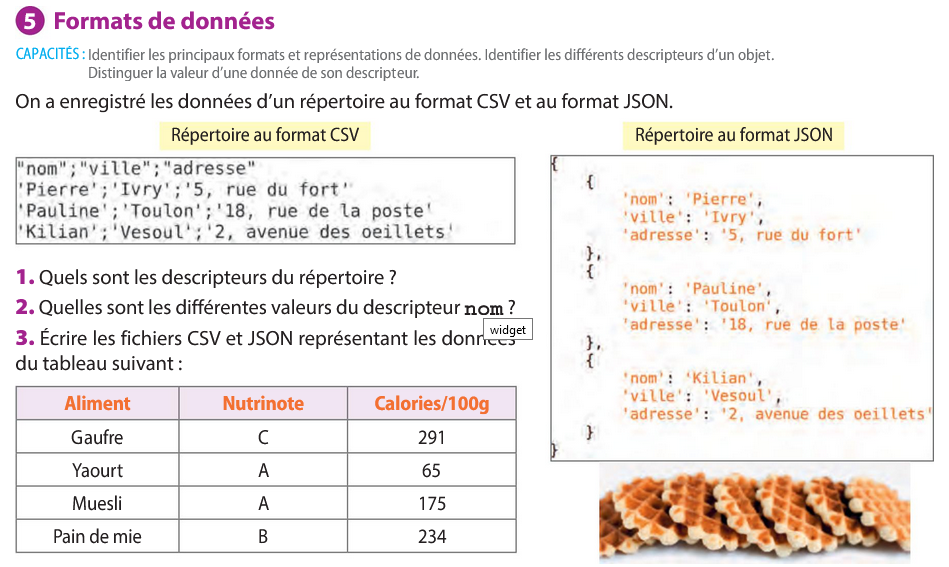 5 Formats de données
CAPACITÉS : Identifier les principaux formats et représentations de données. Identifier les différents descripteurs d'un objet.
Distinguer la valeur d'une donnée de son descripteur.
On a enregistré les données d'un répertoire au format CSV et au format JSON.
Répertoire au format CSV
"nom";"ville";"adresse"
'Pierre';'Ivry';'5, rue du fort'
'Pauline';'Toulon';'18, rue de la poste'
'Kilian';'Vesoul';'2, avenue des oeillets'
1. Quels sont les descripteurs du répertoire ?
2. Quelles sont les différentes valeurs du descripteur nom ?
widget
3. Écrire les fichiers CSV et JSON représentant les données
du tableau suivant :
Aliment Nutrinote Calories/100g
Gaufre C 291
Yaourt A 65
Muesli A 175
Pain de mie B 234
Répertoire au format JSON
{
{
'nom': 'Pierre',
'ville': 'Ivry',
'adresse': '5, rue du fort'
},
{
'nom': 'Pauline',
'ville': 'Toulon',
'adresse': '18, rue de la poste'
},
{
'nom': 'Kilian',
'ville': 'Vesoul',
'adresse': '2, avenue des oeillets'
}
}